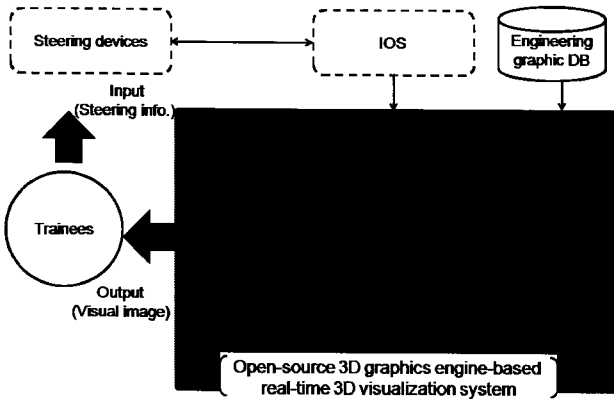 Steering devices
IOS
Engineering
graphic DB
Input
(Steering info.)
Trainees
Output
(Visual image)
Open-source 3D graphics engine-based
real-time 3D visualization system